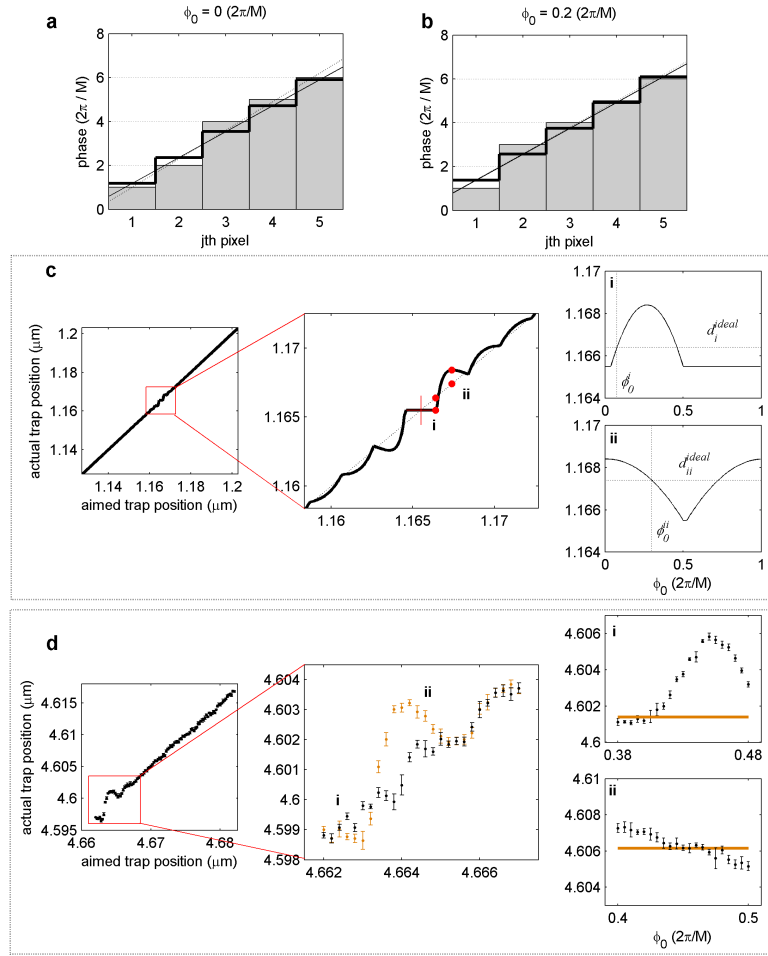 ϕ₀ = 0 (2π/M)
ϕ₀ = 0.2 (2π/M)
a
b
8
6
4
2
0
phase (2π / M)
1 2 3 4 5
jth pixel
8
6
4
2
0
phase (2π / M)
1 2 3 4 5
jth pixel
c
1.2
1.18
1.16
1.14
actual trap position (μm)
1.14 1.16 1.18 1.2
aimed trap position (μm)
1.17
1.165
1.16
i
ii
1.16 1.165 1.17
i
1.17
1.168
1.166
1.164
d_i^ideal
ϕ₀^i
0 0.5 1
ii
1.17
1.168
1.166
1.164
d_ii^ideal
ϕ₀^ii
0 0.5 1
ϕ₀ (2π/M)
d
4.615
4.61
4.605
4.6
4.595
actual trap position (μm)
4.66 4.67 4.68
aimed trap position (μm)
4.604
4.603
4.602
4.601
4.6
4.599
4.598
i
ii
4.662 4.664 4.666
i
4.606
4.604
4.602
4.6
0.38 0.48
ii
4.61
4.608
4.606
4.604
0.4 0.5
ϕ₀ (2π/M)